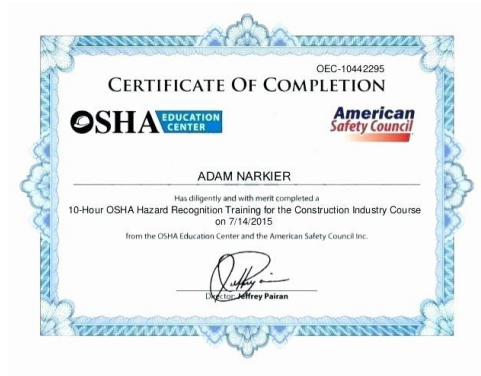 OEC-10442295
CERTIFICATE OF COMPLETION
OSHA EDUCATION CENTER
American Safety Council
ADAM NARKIER
Has diligently and with merit completed a
10-Hour OSHA Hazard Recognition Training for the Construction Industry Course
on 7/14/2015
from the OSHA Education Center and the American Safety Council Inc.
Director: Jeffrey Pairan